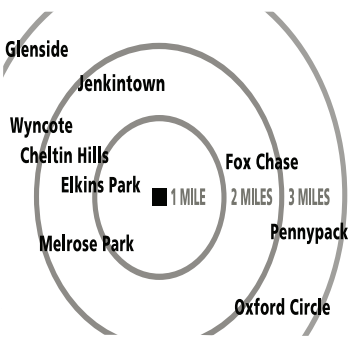 Glenside
Jenkintown
Wyncote
Cheltin Hills
Fox Chase
Elkins Park
1 MILE
2 MILES
3 MILES
Pennypack
Melrose Park
Oxford Circle